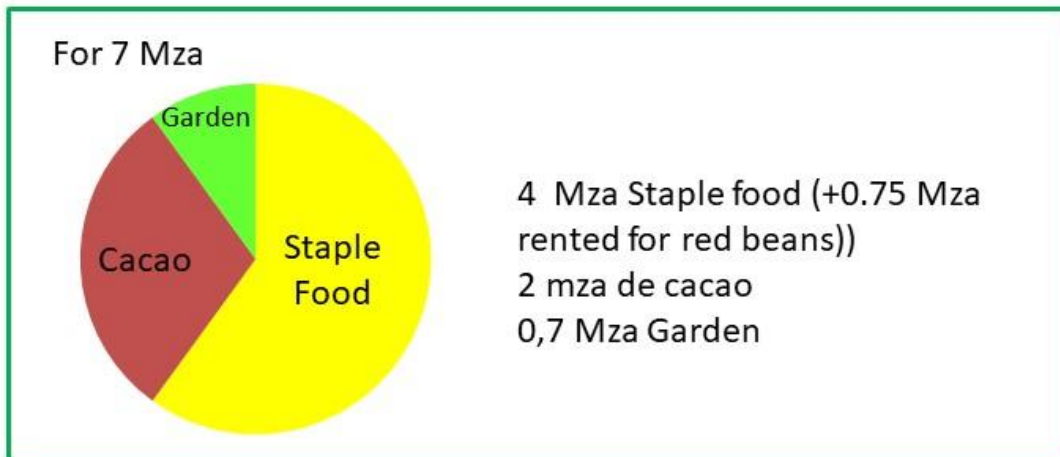 For 7 Mza
Garden
Cacao
Staple
Food
4 Mza Staple food (+0.75 Mza
rented for red beans))
2 mza de cacao
0,7 Mza Garden